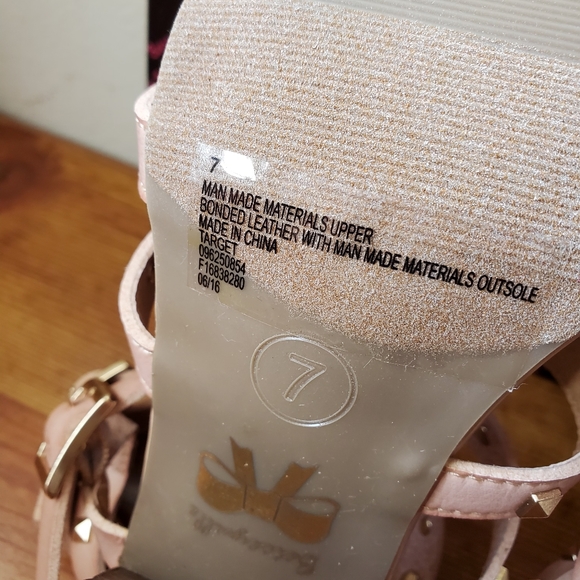 7
MAN MADE MATERIALS UPPER
BONDED LEATHER WITH MAN MADE MATERIALS OUTSOLE
MADE IN CHINA
TARGET
096250854
F16838280
06/16
7